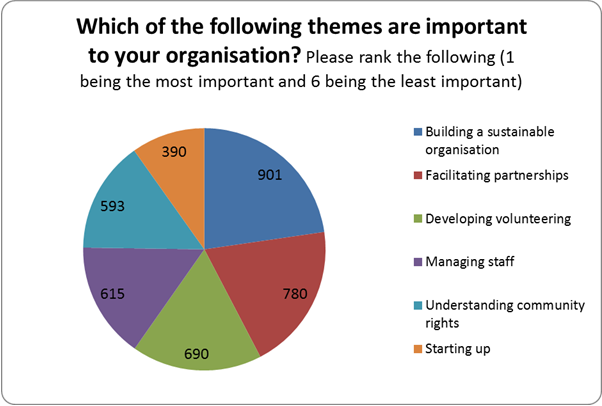 Which of the following themes are important
to your organisation? Please rank the following (1
being the most important and 6 being the least important)
390
901
593
780
615
690
Building a sustainable
organisation
Facilitating partnerships
Developing volunteering
Managing staff
Understanding community
rights
Starting up